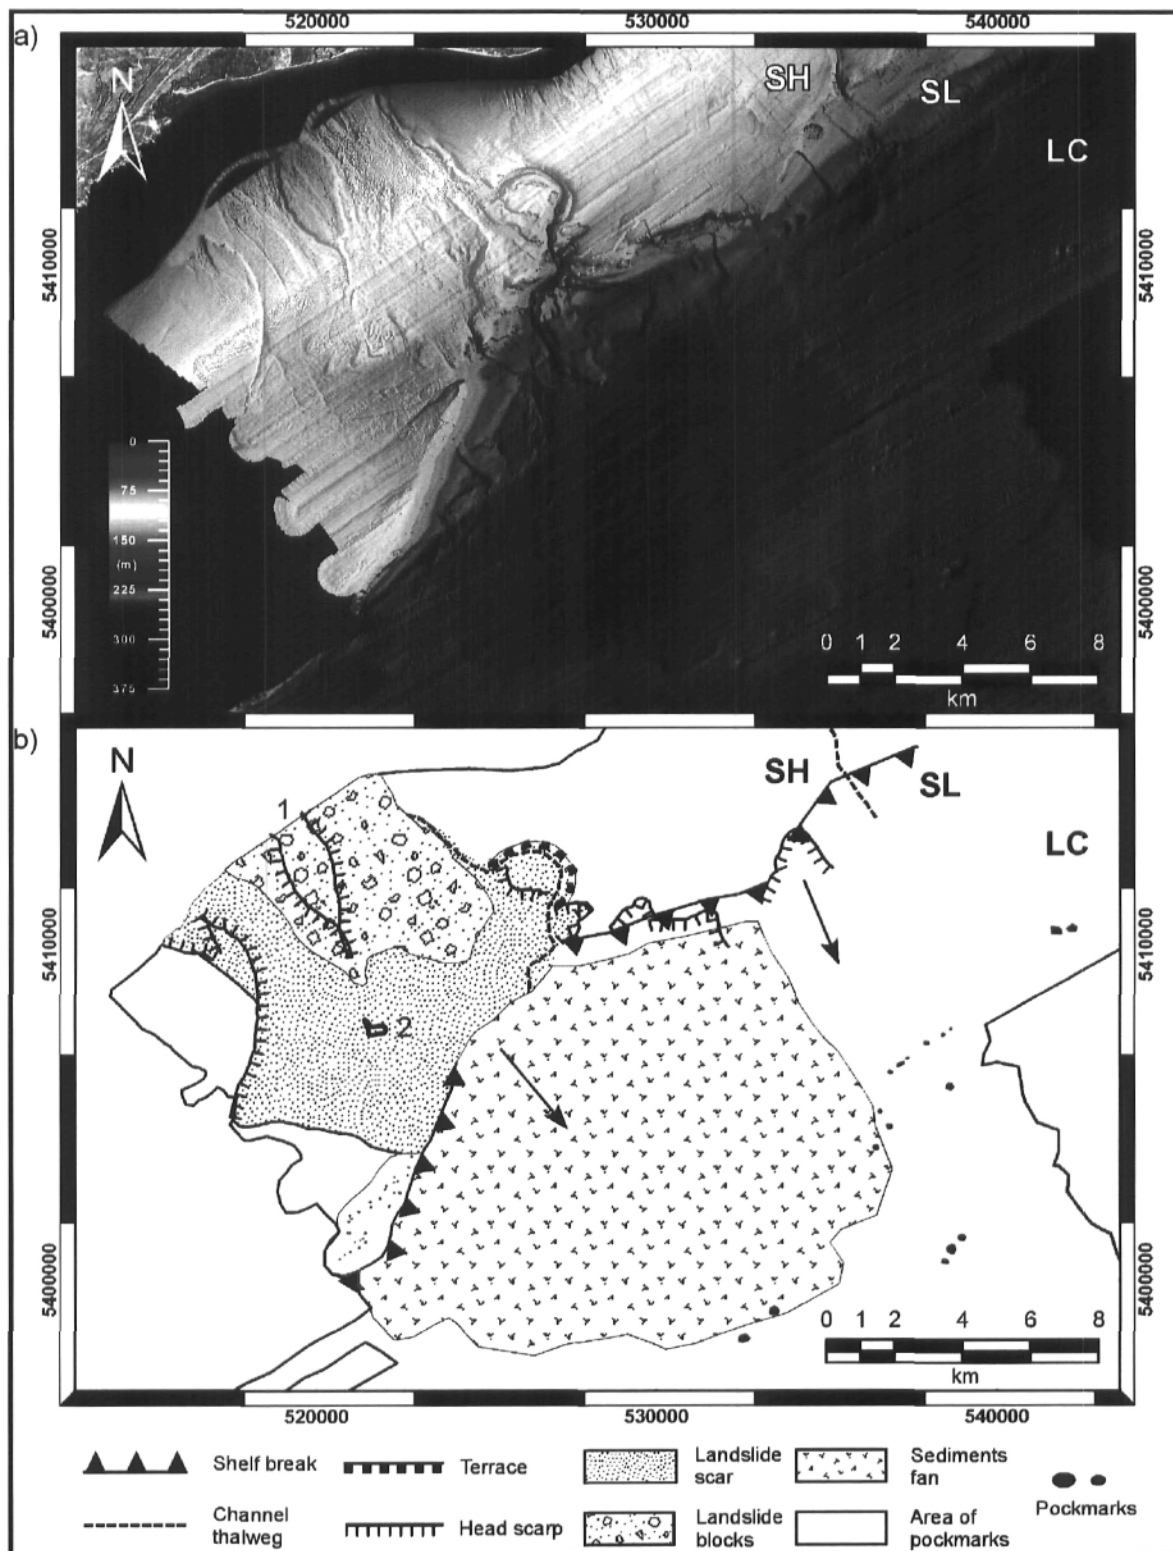 a)
520000 530000 540000
N
SH
SL
LC
5410000
5410000
0
75
150
(m)
225
300
375
5400000
5400000
0 1 2 4 6 8
km
b)
N
1
SH
SL
LC
5410000
5410000
2
5400000
5400000
0 1 2 4 6 8
km
520000 530000 540000
Shelf break
Terrace
Landslide
scar
Sediments
fan
Pockmarks
Channel
thalweg
Head scarp
Landslide
blocks
Area of
pockmarks